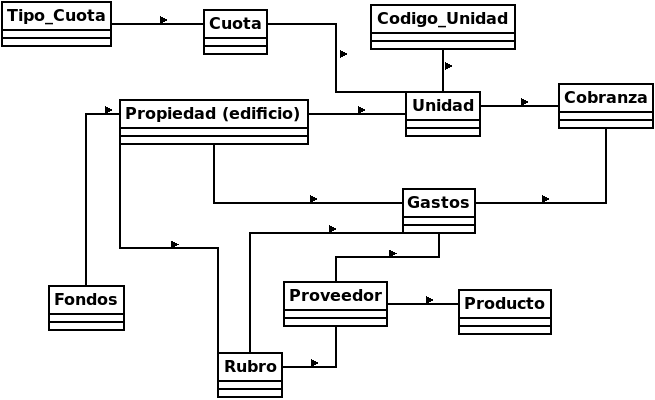 Tipo_Cuota
Cuota
Codigo_Unidad
Propiedad (edificio)
Unidad
Cobranza
Gastos
Fondos
Proveedor
Producto
Rubro